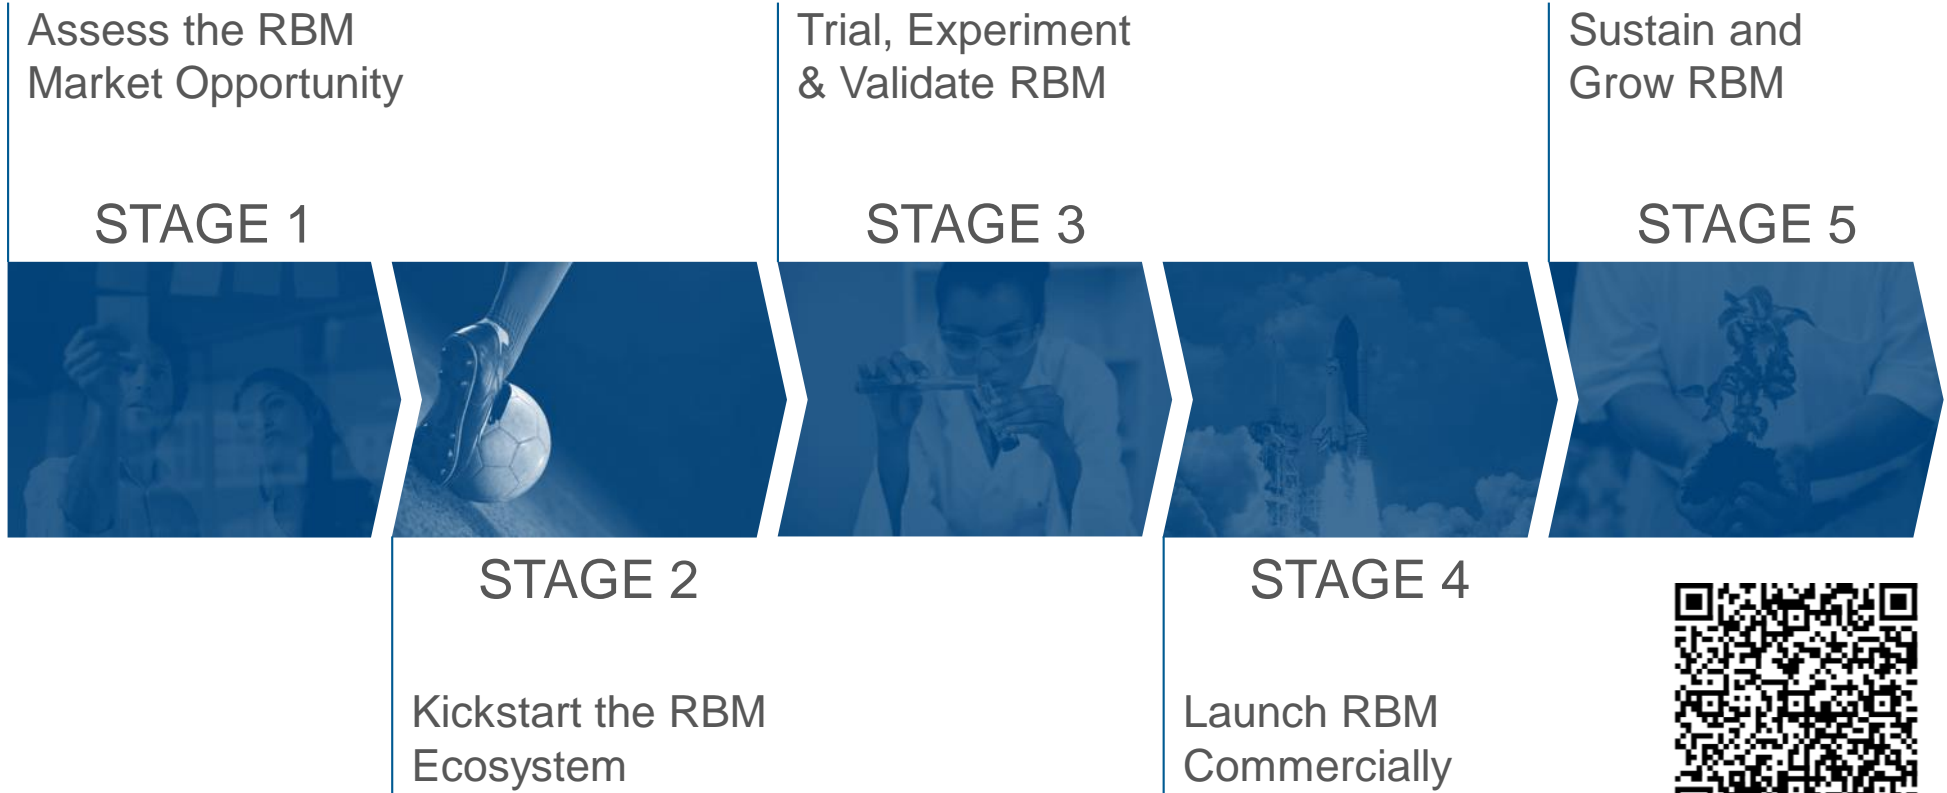 Assess the RBM
Market Opportunity
STAGE 1
STAGE 2
Kickstart the RBM
Ecosystem
Trial, Experiment
& Validate RBM
STAGE 3
STAGE 4
Launch RBM
Commercially
Sustain and
Grow RBM
STAGE 5